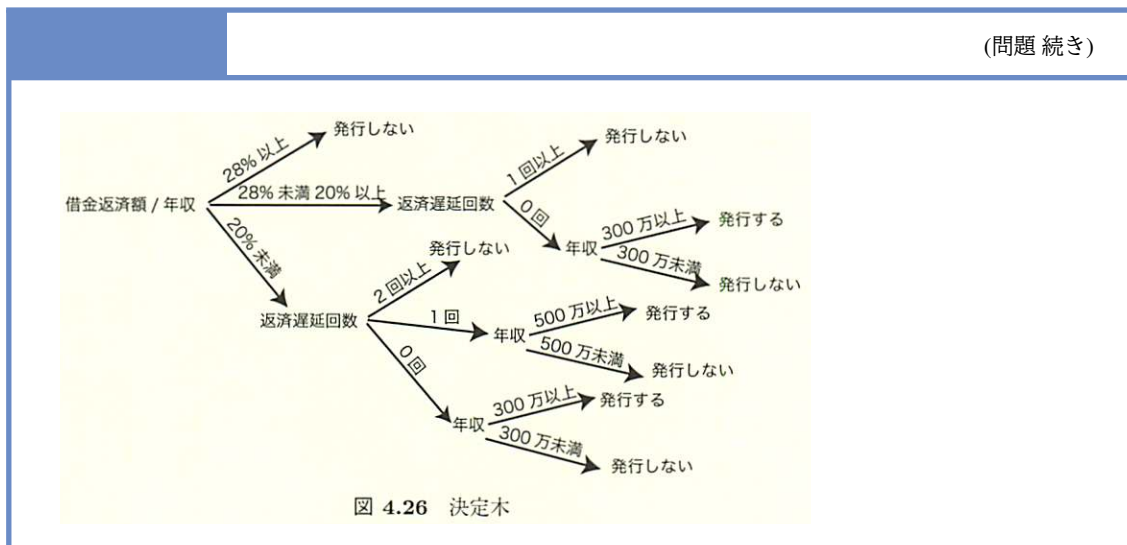 (問題 続き)
発行しない
28% 以上
借金返済額 / 年収
28% 未満 20% 以上
返済遅延回数
1 回以上
発行しない
0 回
年収
300 万以上
発行する
300 万未満
発行しない
20% 未満
返済遅延回数
2 回以上
発行しない
1 回
年収
500 万以上
発行する
500 万未満
発行しない
0 回
年収
300 万以上
発行する
300 万未満
発行しない
図 4.26 決定木